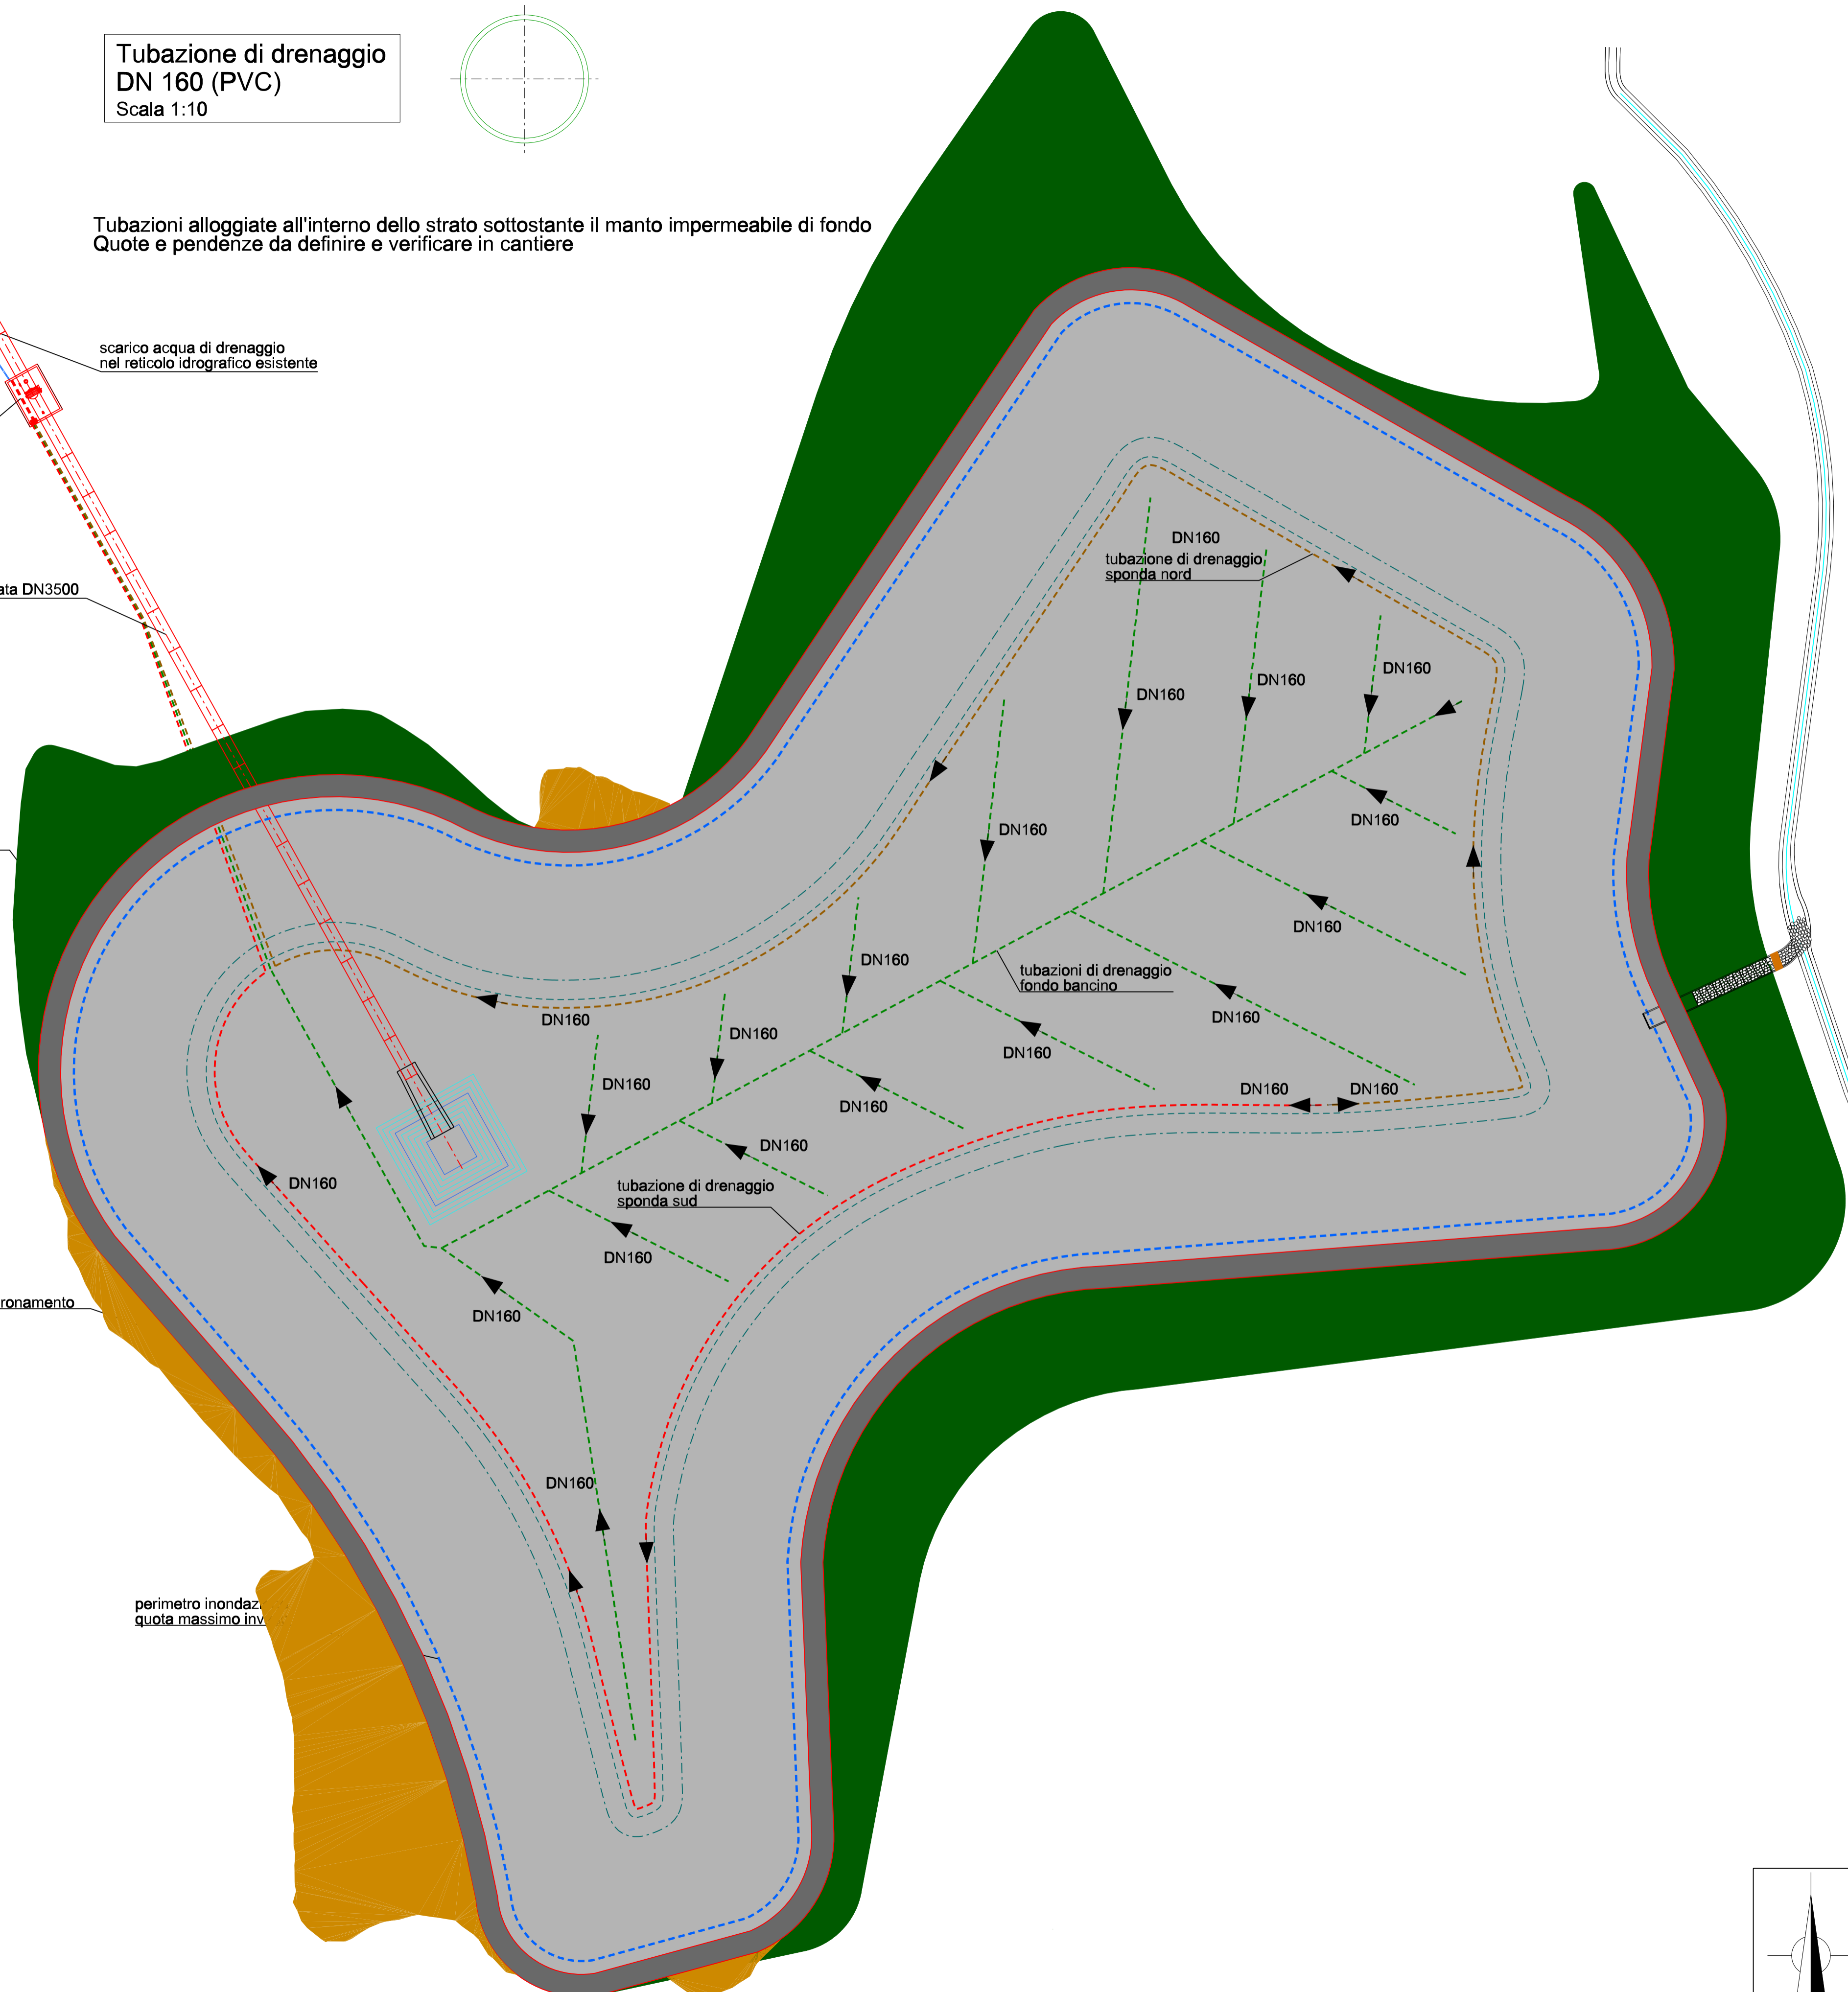 Tubazione di drenaggio
DN 160 (PVC)
Scala 1:10
Tubazioni alloggiate all'interno dello strato sottostante il manto impermeabile di fondo
Quote e pendenze da definire e verificare in cantiere
scarico acqua di drenaggio
nel reticolo idrografico esistente
DN160
tubazione di drenaggio
sponda nord
ata DN3500
DN160
DN160
DN160
DN160
DN160
DN160
DN160
tubazioni di drenaggio
fondo bancino
DN160
DN160
DN160
DN160
DN160
DN160
DN160
DN160
DN160
DN160
tubazione di drenaggio
sponda sud
DN160
DN160
DN160
ronamento
DN160
DN160
perimetro inondaz
quota massimo inv